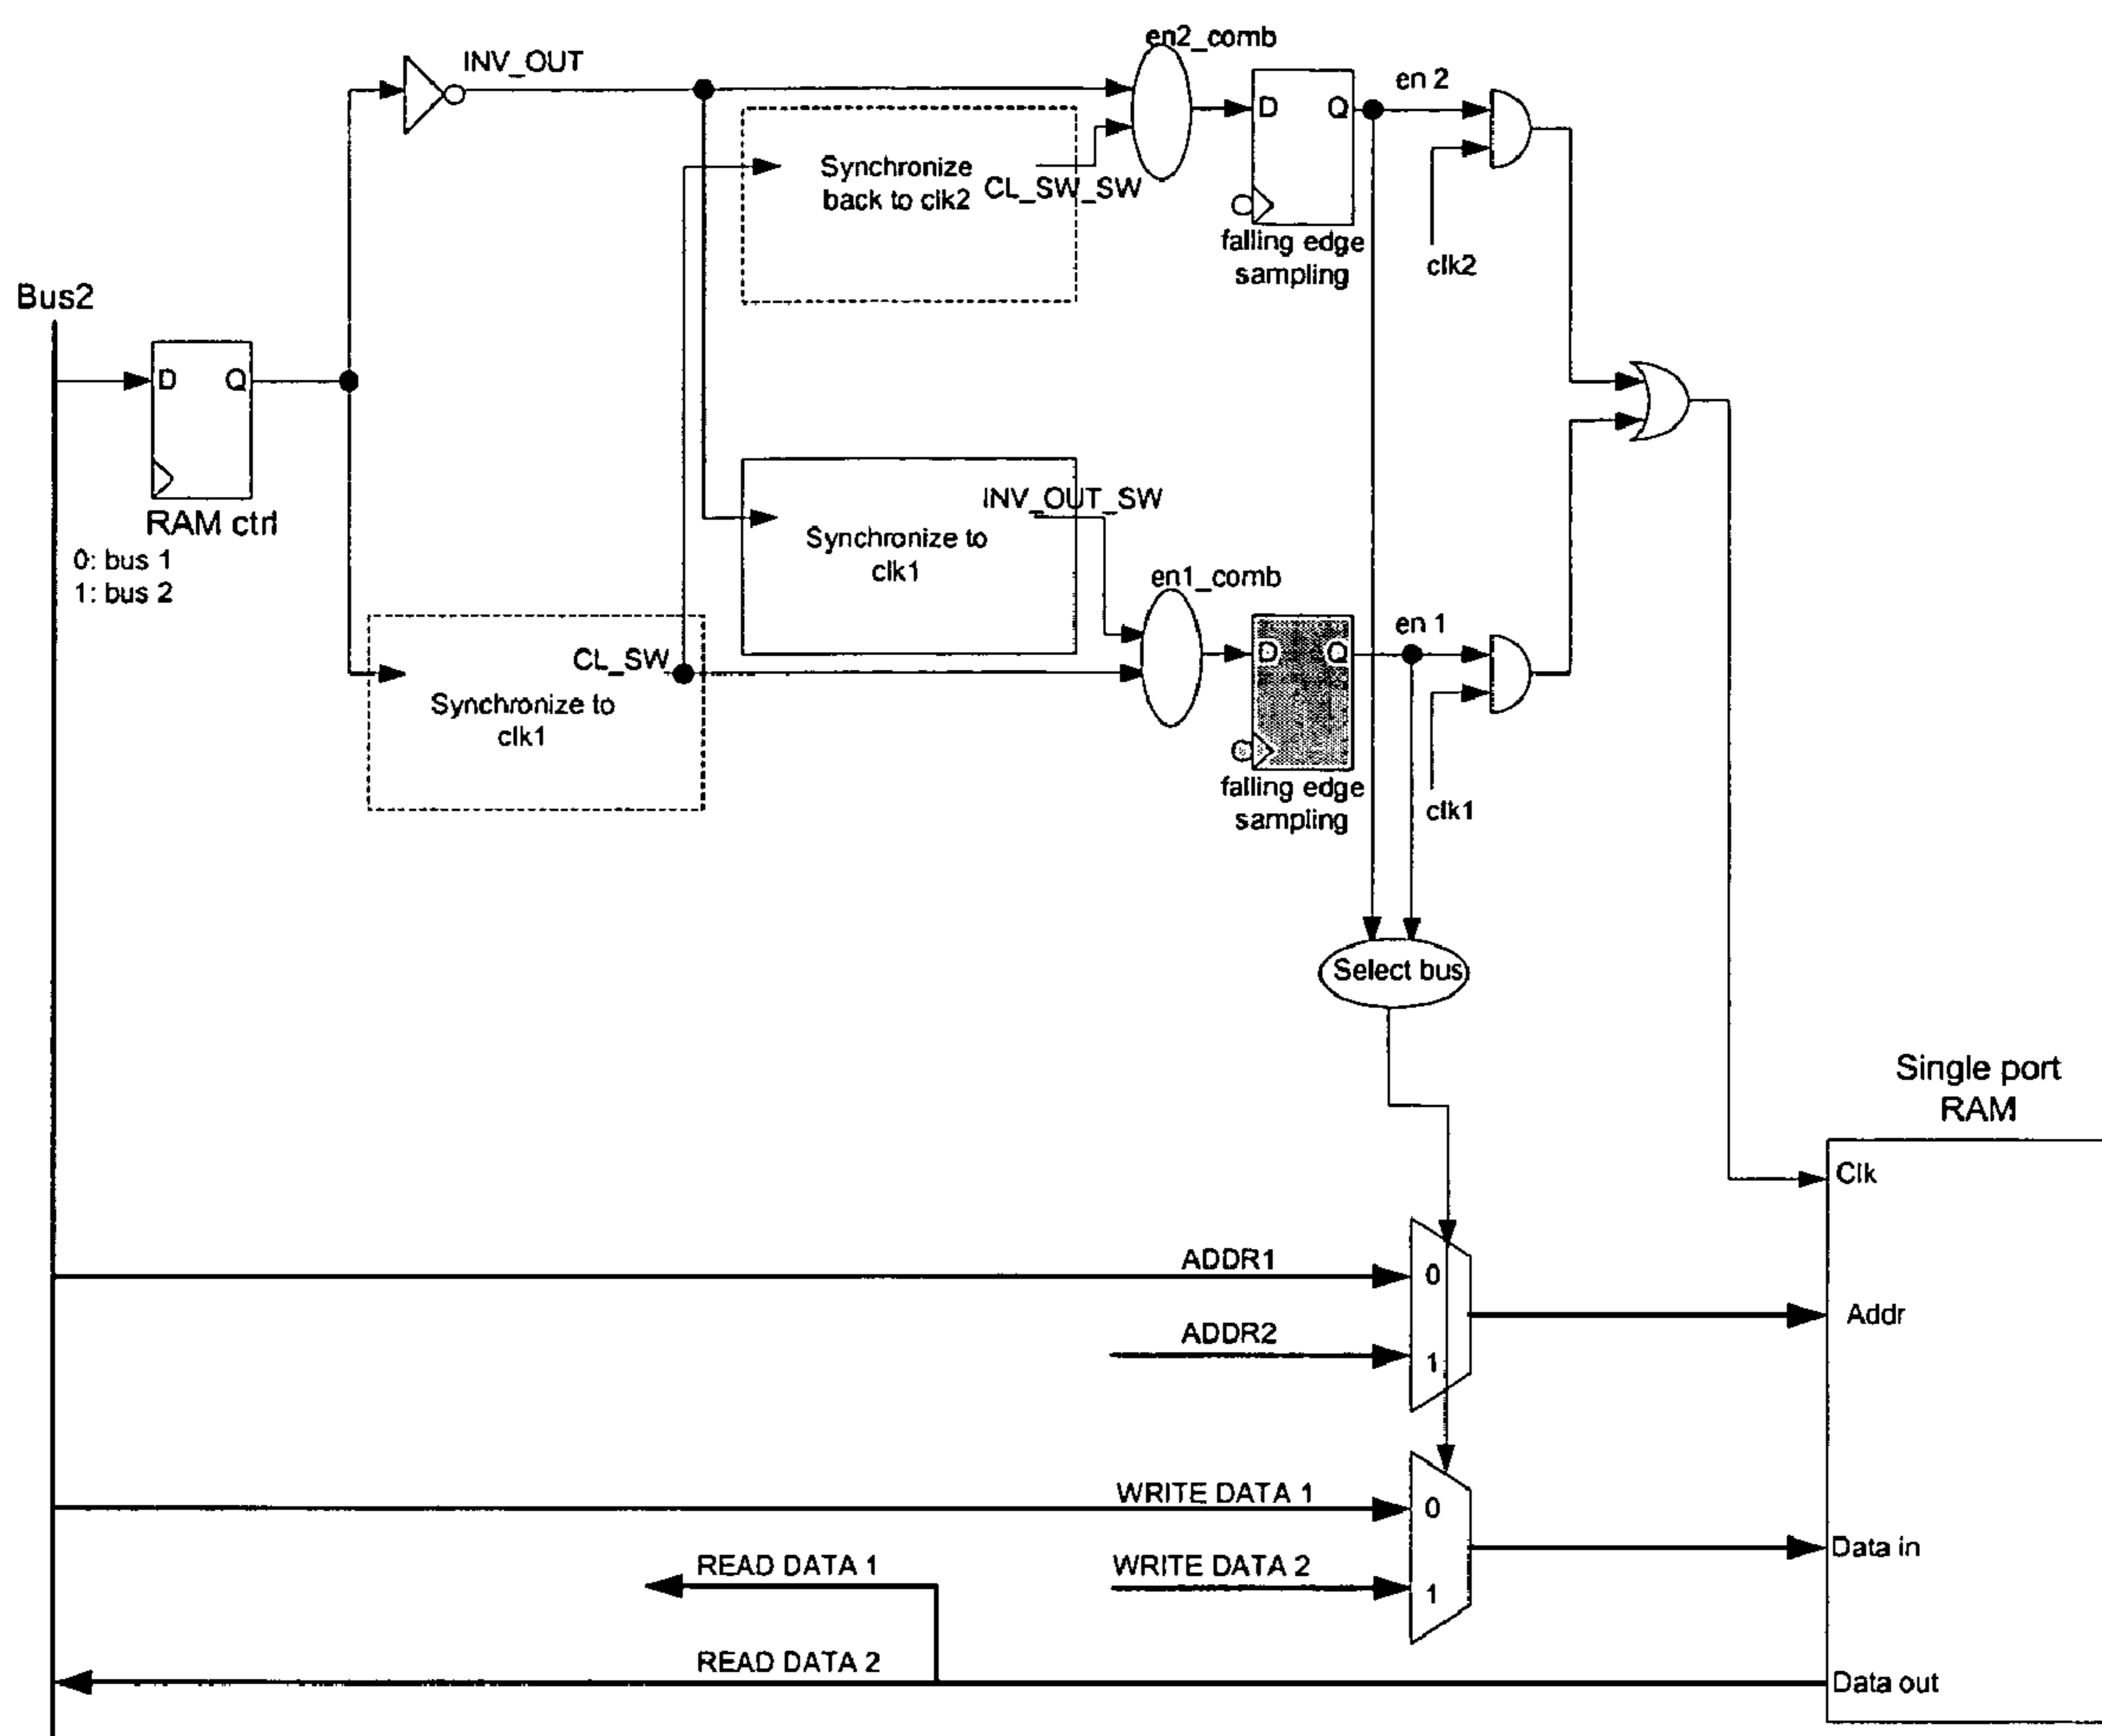 en2_comb
INV_OUT
en 2
D Q
Synchronize
back to clk2
CL_SW_SW
falling edge
sampling
clk2
Bus2
D Q
RAM ctrl
0: bus 1
1: bus 2
INV_OUT_SW
Synchronize to
clk1
en1_comb
en 1
D Q
CL_SW
Synchronize to
clk1
falling edge
sampling
clk1
Select bus
Single port
RAM
Clk
ADDR1
0
Addr
ADDR2
1
WRITE DATA 1
0
Data in
READ DATA 1
WRITE DATA 2
1
READ DATA 2
Data out